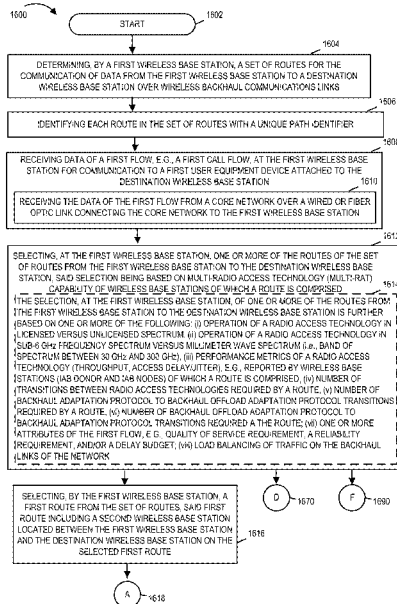 1600
START
1602
1604
DETERMINING, BY A FIRST WIRELESS BASE STATION, A SET OF ROUTES FOR THE
COMMUNICATION OF DATA FROM THE FIRST WIRELESS BASE STATION TO A DESTINATION
WIRELESS BASE STATION OVER WIRELESS BACKHAUL COMMUNICATIONS LINKS
1606
IDENTIFYING EACH ROUTE IN THE SET OF ROUTES WITH A UNIQUE PATH IDENTIFIER
1608
RECEIVING DATA OF A FIRST FLOW, E.G., A FIRST CALL FLOW, AT THE FIRST WIRELESS BASE
STATION FOR COMMUNICATION TO A FIRST USER EQUIPMENT DEVICE ATTACHED TO THE
DESTINATION WIRELESS BASE STATION
1610
RECEIVING THE DATA OF THE FIRST FLOW FROM A CORE NETWORK OVER A WIRED OR FIBER
OPTIC LINK CONNECTING THE CORE NETWORK TO THE FIRST WIRELESS BASE STATION
1612
SELECTING, AT THE FIRST WIRELESS BASE STATION, ONE OR MORE OF THE ROUTES OF THE SET
OF ROUTES FROM THE FIRST WIRELESS BASE STATION TO THE DESTINATION WIRELESS BASE
STATION, SAID SELECTION BEING BASED ON MULTI-RADIO ACCESS TECHNOLOGY (MULTI-RAT)
CAPABILITY OF WIRELESS BASE STATIONS OF WHICH A ROUTE IS COMPRISED
1614
THE SELECTION, AT FIRST WIRELESS BASE STATION, OF ONE OR MORE OF THE ROUTES FROM
THE FIRST WIRELESS BASE STATION TO THE DESTINATION WIRELESS BASE STATION IS FURTHER
BASED ON ONE OR MORE OF THE FOLLOWING: (i) OPERATION OF A RADIO ACCESS TECHNOLOGY IN
LICENSED VERSUS UNLICENSED SPECTRUM, (ii) OPERATION OF A RADIO ACCESS TECHNOLOGY IN
SUB-6 GHz FREQUENCY SPECTRUM VERSUS MILLIMETER WAVE SPECTRUM (i.e., BAND OF
SPECTRUM BETWEEN 30 GHz AND 300 GHz), (iii) PERFORMANCE METRICS OF A RADIO ACCESS
TECHNOLOGY (THROUGHPUT, ACCESS DELAY/JITTER), E.G., REPORTED BY WIRELESS BASE
STATIONS (IAB DONOR AND IAB NODES) OF WHICH A ROUTE IS COMPRISED, (iv) NUMBER OF
TRANSITIONS BETWEEN RADIO ACCESS TECHNOLOGIES REQUIRED BY A ROUTE, (v) NUMBER OF
BACKHAUL ADAPTATION PROTOCOL TO BACKHAUL OFFLOAD ADAPTATION PROTOCOL TRANSITIONS
REQUIRED BY A ROUTE, (vi) NUMBER OF BACKHAUL OFFLOAD ADAPTATION PROTOCOL TO
BACKHAUL ADAPTATION PROTOCOL TRANSITIONS REQUIRED A THE ROUTE; (vii) ONE OR MORE
ATTRIBUTES OF THE FIRST FLOW, E.G., QUALITY OF SERVICE REQUIREMENT, A RELIABILITY
REQUIREMENT, AND/OR A DELAY BUDGET; (viii) LOAD BALANCING OF TRAFFIC ON THE BACKHAUL
LINKS OF THE NETWORK
SELECTING, BY THE FIRST WIRELESS BASE STATION, A
FIRST ROUTE FROM THE SET OF ROUTES, SAID FIRST
ROUTE INCLUDING A SECOND WIRELESS BASE STATION
LOCATED BETWEEN THE FIRST WIRELESS BASE STATION
AND THE DESTINATION WIRELESS BASE STATION ON THE
SELECTED FIRST ROUTE
1616
D
1670
F
1690
A
1618